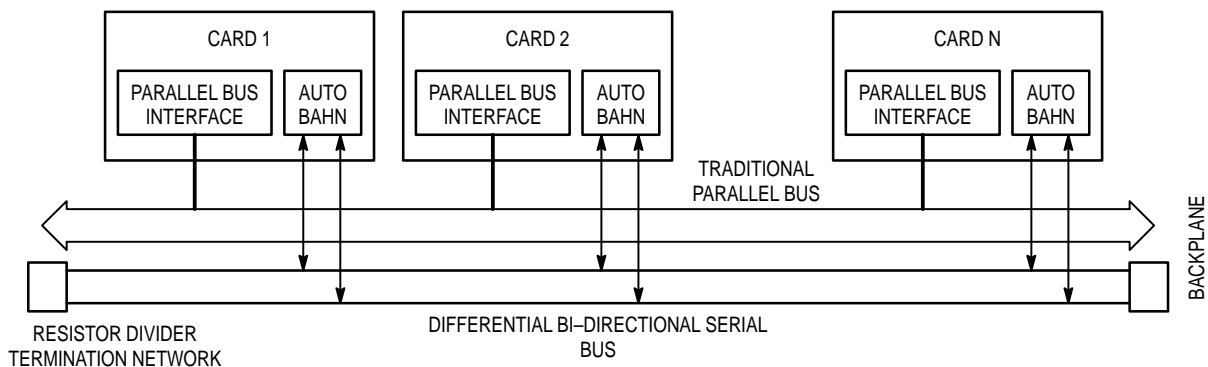 CARD 1
CARD 2
CARD N
PARALLEL BUS
INTERFACE
AUTO
BAHN
PARALLEL BUS
INTERFACE
AUTO
BAHN
PARALLEL BUS
INTERFACE
AUTO
BAHN
TRADITIONAL
PARALLEL BUS
BACKPLANE
RESISTOR DIVIDER
TERMINATION NETWORK
DIFFERENTIAL BI–DIRECTIONAL SERIAL
BUS